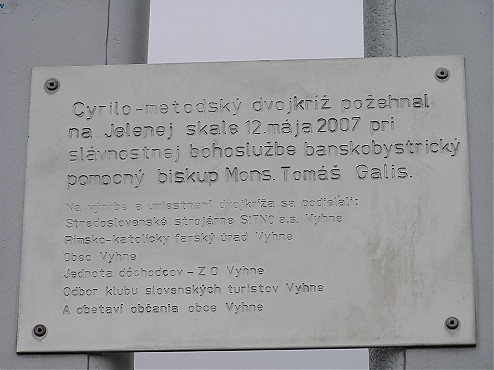 Cyrilo-metodský dvojkríž požehnal
na Jelenej skale 12.mája 2007 pri
slávnostnej bohoslužbe banskobystrický
pomocný biskup Mons. Tomáš Galis.
Na výrobe a umiestnení dvojkríža sa podieľali:
Stredoslovenské strojárne SITNO a.s. Vyhne
Rímsko-katolícky farský úrad Vyhne
Obec Vyhne
Jednota dôchodcov - Z O Vyhne
Odbor klubu slovenských turistov Vyhne
A obetaví občania obce Vyhne